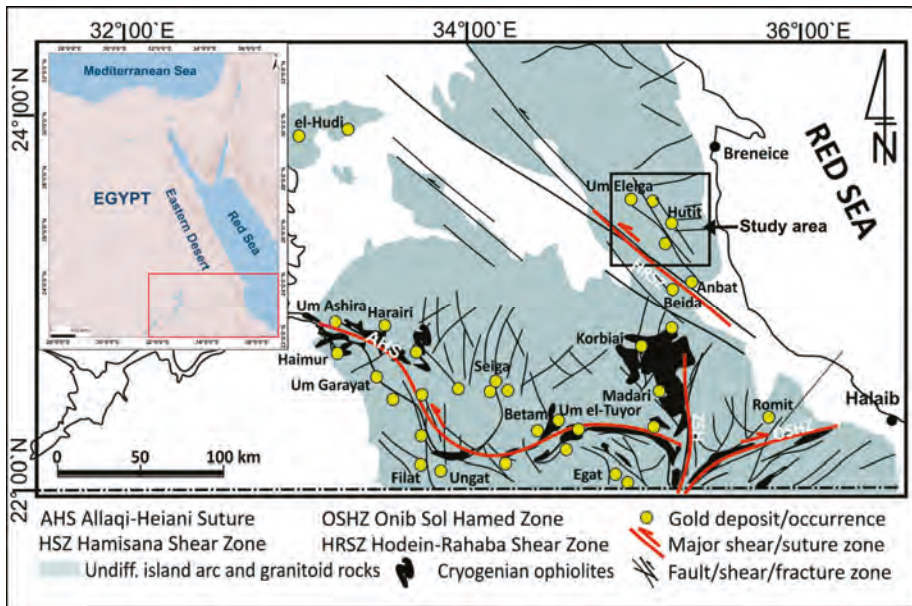 32°00'E 34°00'E 36°00'E
24°00'N
22°00'N
Mediterranean Sea
EGYPT
Eastern Desert
Red Sea
el-Hudi
Breneice
RED SEA
N
Um Eleiga
Hutit
Study area
HRSZ
Anbat
Beida
Um Ashira
Harairi
AHS
Haimur
Korbiai
Um Garayat
Seiga
Madari
Betam
Um el-Tuyor
HSZ
Romit
Halaib
OSHZ
0 50 100 km
Filat
Ungat
Egat
AHS Allaqi-Heiani Suture
OSHZ Onib Sol Hamed Zone
Gold deposit/occurrence
HSZ Hamisana Shear Zone
HRSZ Hodein-Rahaba Shear Zone
Major shear/suture zone
Undiff. island arc and granitoid rocks
Cryogenian ophiolites
Fault/shear/fracture zone